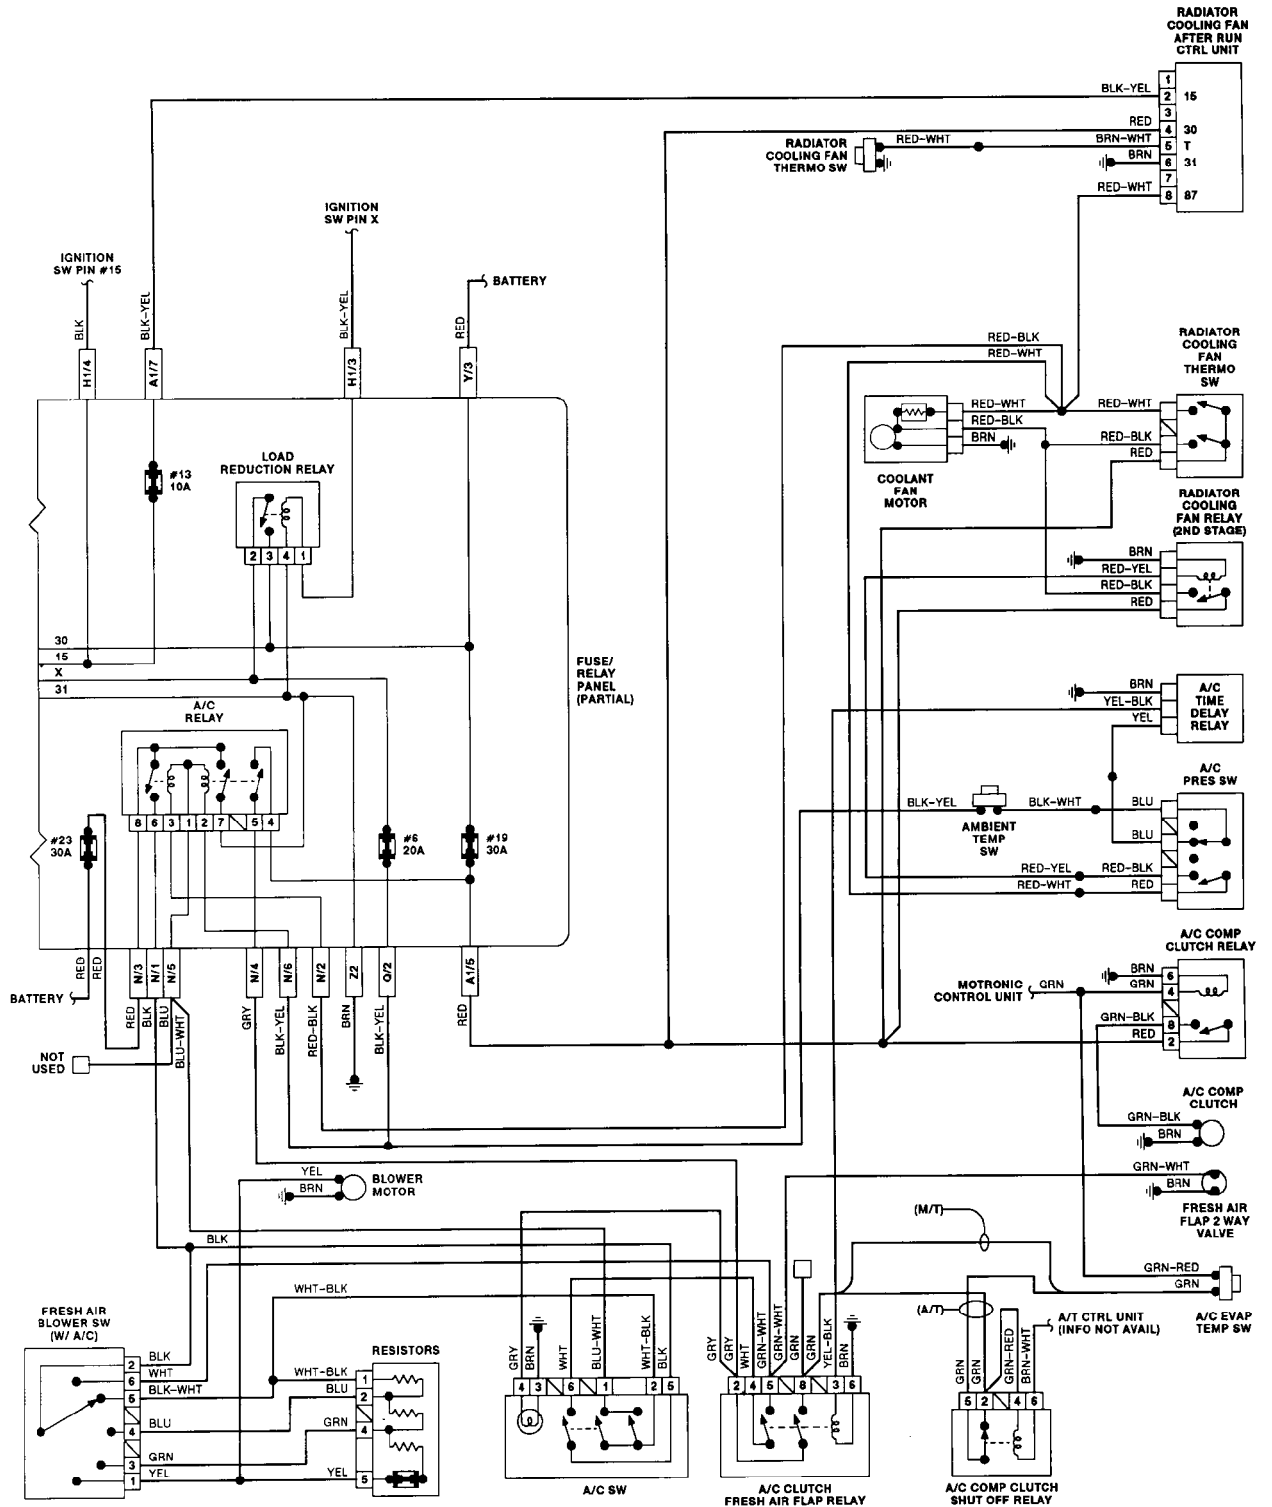 RADIATOR
COOLING FAN
AFTER RUN
CTRL UNIT
1
BLK-YEL 2 15
3
RED 4 30
BRN-WHT 5 T
BRN 6 31
7
RED-WHT 8 87
RADIATOR
COOLING FAN
THERMO SW
RED-WHT
IGNITION
SW PIN X
IGNITION
SW PIN #15
BATTERY
BLK
BLK-YEL
BLK-YEL
RED
H1/4
A1/7
H1/3
Y/3
RED-BLK
RED-WHT
RADIATOR
COOLING
FAN
THERMO
SW
RED-WHT
RED-BLK
BRN
RED-WHT
RED-BLK
RED
COOLANT
FAN
MOTOR
#13
10A
LOAD
REDUCTION RELAY
2 3 4 1
RADIATOR
COOLING
FAN RELAY
(2ND STAGE)
BRN
RED-YEL
RED-BLK
RED
30
15
X
31
FUSE/
RELAY
PANEL
(PARTIAL)
A/C
RELAY
8 6 3 1 2 7 5 4
#23
30A
#6
20A
#19
30A
BRN
YEL-BLK
YEL
A/C
TIME
DELAY
RELAY
A/C
PRES SW
BLK-YEL
BLK-WHT
BLU
AMBIENT
TEMP
SW
BLU
RED-YEL
RED-BLK
RED-WHT
RED
RED
RED
BATTERY
N/3
N/1
N/5
N/4
N/6
N/2
Z2
Q/2
A1/5
RED
BLK
BLU
BLU-WHT
GRY
BLK-YEL
RED-BLK
BRN
BLK-YEL
RED
NOT
USED
A/C COMP
CLUTCH RELAY
MOTRONIC
CONTROL UNIT
GRN
BRN 6
GRN 4
GRN-BLK 8
RED 2
A/C COMP
CLUTCH
GRN-BLK
BRN
YEL
BRN
BLOWER
MOTOR
GRN-WHT
BRN
FRESH AIR
FLAP 2 WAY
VALVE
(M/T)
BLK
WHT-BLK
GRN-RED
GRN
A/C EVAP
TEMP SW
(A/T)
A/T CTRL UNIT
(INFO NOT AVAIL)
FRESH AIR
BLOWER SW
(W/ A/C)
2 BLK
6 WHT
5 BLK-WHT
4 BLU
3 GRN
1 YEL
RESISTORS
WHT-BLK 1
BLU 2
GRN 4
YEL 5
GRY
BRN
WHT
BLU-WHT
WHT-BLK
BLK
4 3 6 1 2 5
A/C SW
GRY
GRY
WHT
GRN-WHT
GRN-WHT
GRN
GRN
YEL-BLK
BRN
2 4 5 8 3 6
A/C CLUTCH
FRESH AIR FLAP RELAY
GRN
GRN
GRN-RED
BRN-WHT
5 2 4 6
A/C COMP CLUTCH
SHUT OFF RELAY